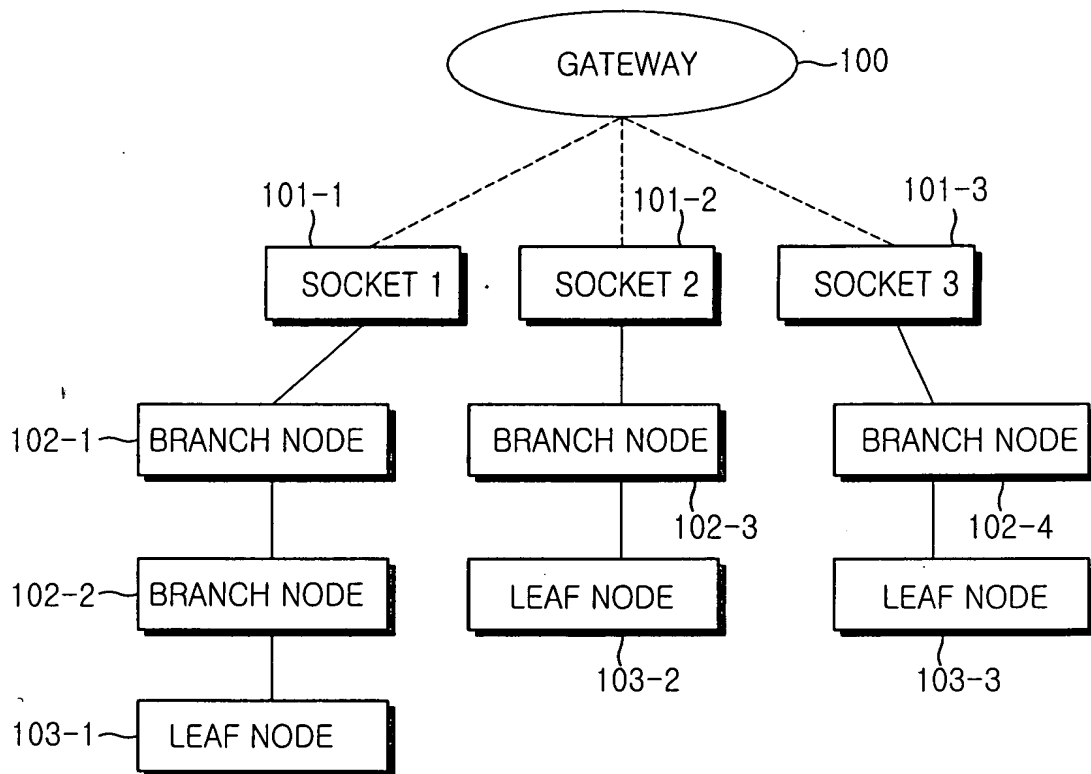 GATEWAY
100
101-1
101-2
101-3
SOCKET 1
SOCKET 2
SOCKET 3
102-1
BRANCH NODE
BRANCH NODE
BRANCH NODE
102-3
102-4
102-2
BRANCH NODE
LEAF NODE
LEAF NODE
103-2
103-3
103-1
LEAF NODE